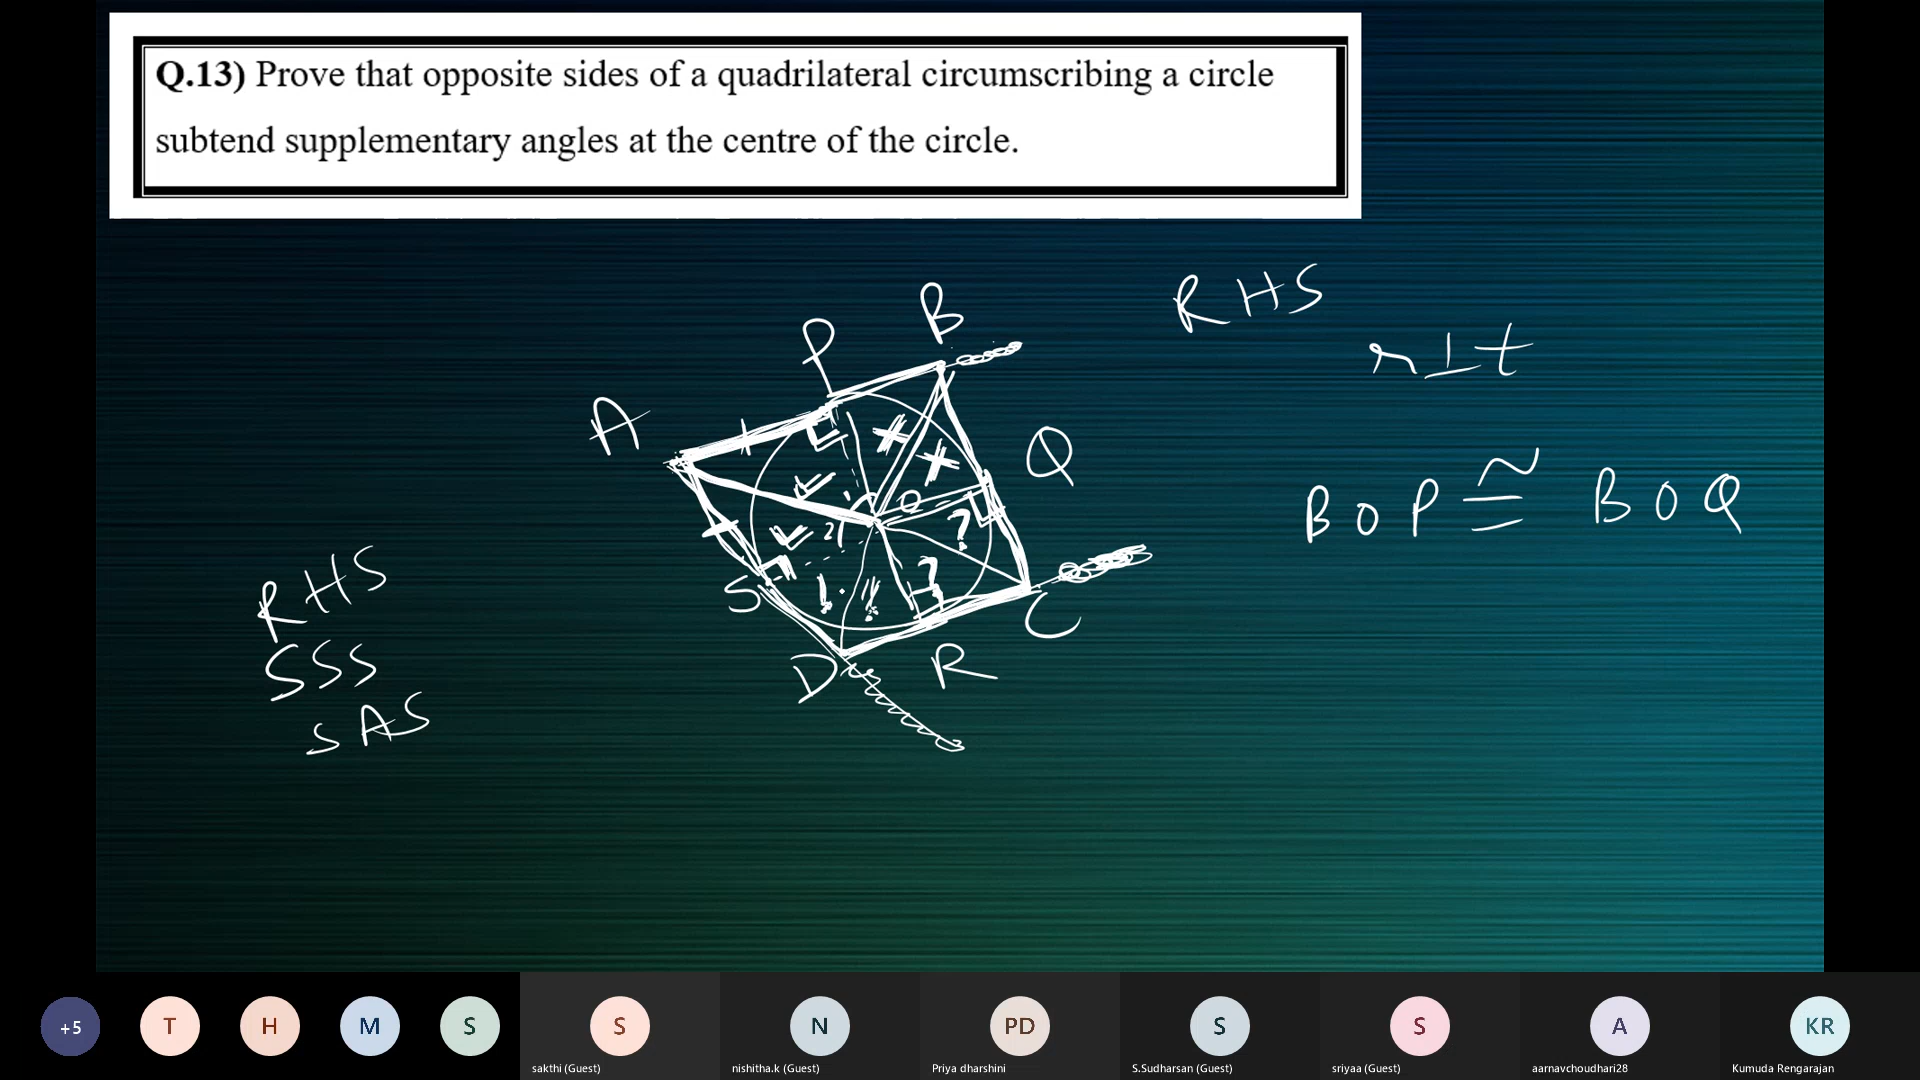 Q.13) Prove that opposite sides of a quadrilateral circumscribing a circle
subtend supplementary angles at the centre of the circle.
RHS
r⊥t
B
P
A
Q
O
BOP ≅ BOQ
?
?
S
C
D
R
RHS
SSS
SAS
+5
T
H
M
S
S
N
PD
S
S
A
KR
sakthi (Guest)
nishitha.k (Guest)
Priya dharshini
S.Sudharsan (Guest)
sriyaa (Guest)
aarnavchoudhari28
Kumuda Rengarajan